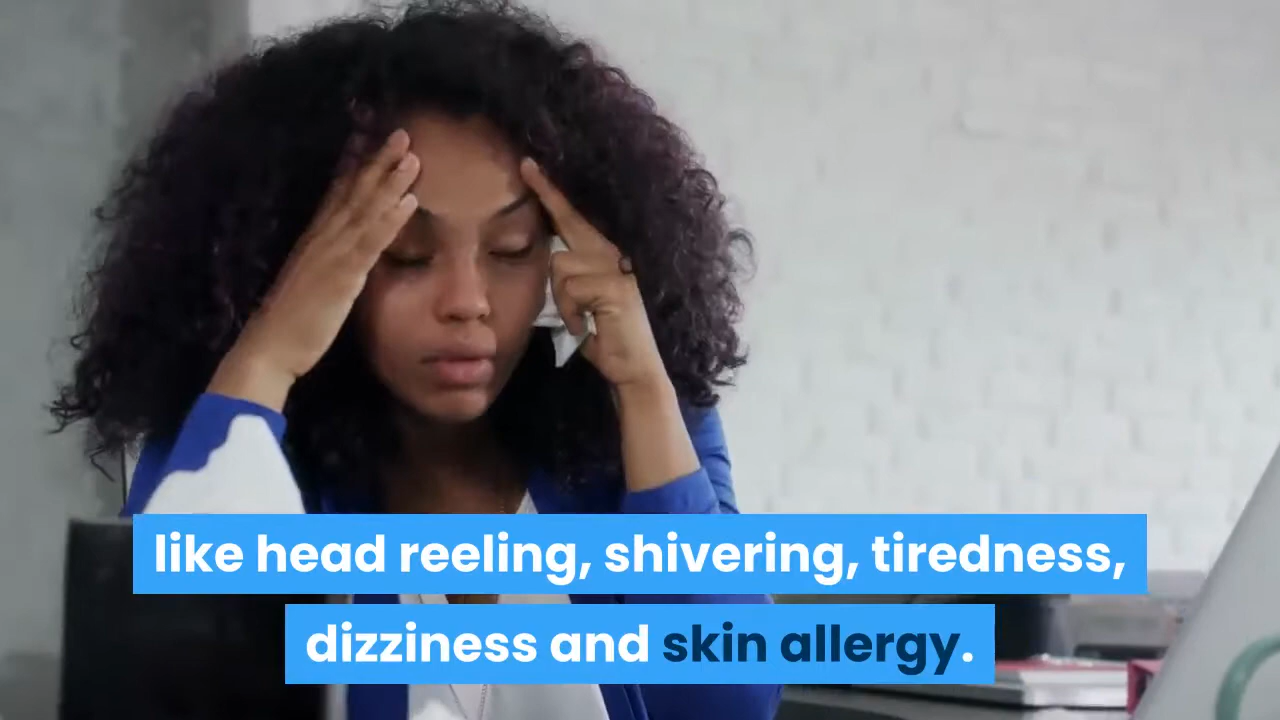 like head reeling, shivering, tiredness,
dizziness and skin allergy.